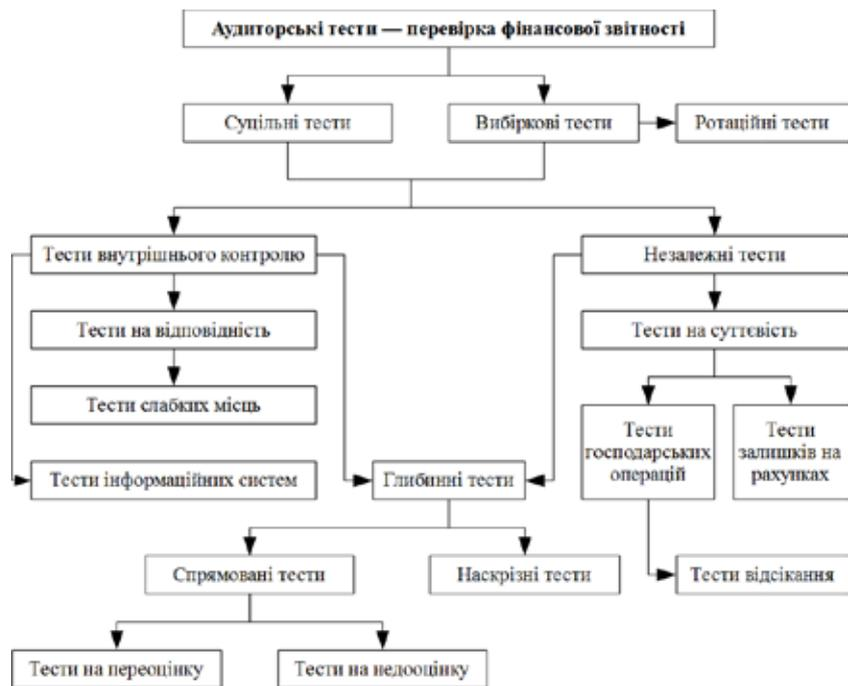 Аудиторські тести — перевірка фінансової звітності
Суцільні тести
Вибіркові тести
Ротаційні тести
Тести внутрішнього контролю
Незалежні тести
Тести на відповідність
Тести на суттєвість
Тести слабких місць
Тести
господарських
операцій
Тести
залишків на
рахунках
Тести інформаційних систем
Глибинні тести
Спрямовані тести
Наскрізні тести
Тести відсікання
Тести на переоцінку
Тести на недооцінку